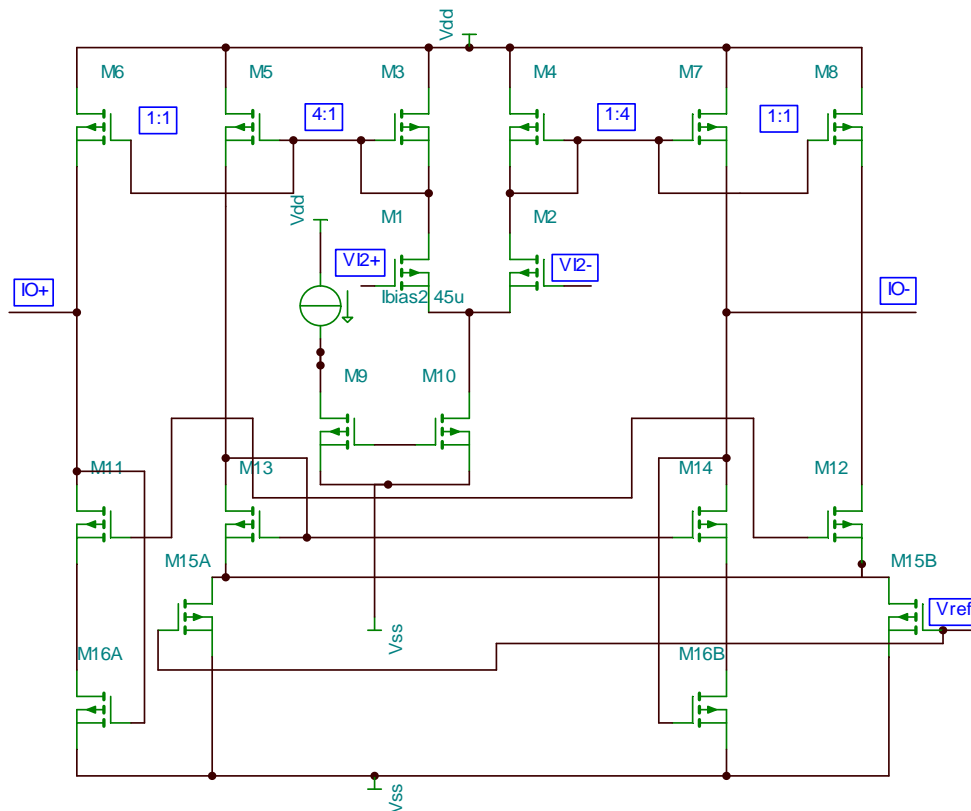 Vdd
M6
M5
M3
M4
M7
M8
1:1
4:1
1:4
1:1
Vdd
M1
M2
VI2+
VI2-
IO+
Ibias2 45u
IO-
M9
M10
M11
M13
M14
M12
M15A
M15B
Vref
Vss
M16A
M16B
Vss